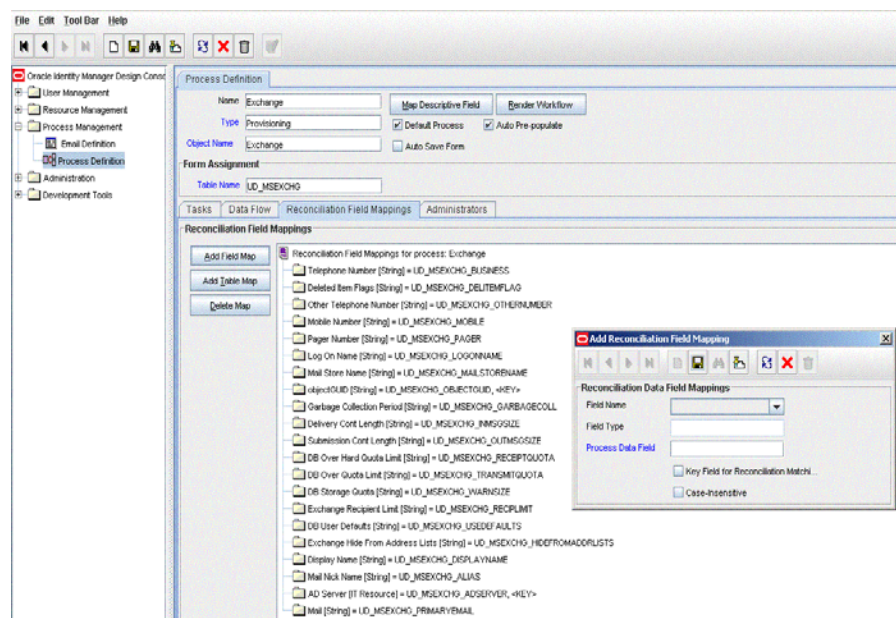 File Edit Tool Bar Help
Oracle Identity Manager Design Consc
User Management
Resource Management
Process Management
Email Definition
Process Definition
Administration
Development Tools
Process Definition
Name Exchange
Map Descriptive Field
Render Workflow
Type Provisioning
Default Process
Auto Pre-populate
Object Name Exchange
Auto Save Form
Form Assignment
Table Name UD_MSEXCHG
Tasks Data Flow Reconciliation Field Mappings Administrators
Reconciliation Field Mappings
Add Field Map
Add Table Map
Delete Map
Reconciliation Field Mappings for process: Exchange
Telephone Number [String] = UD_MSEXCHG_BUSINESS
Deleted Item Flags [String] = UD_MSEXCHG_DELITEMFLAG
Other Telephone Number [String] = UD_MSEXCHG_OTHERNUMBER
Mobile Number [String] = UD_MSEXCHG_MOBILE
Pager Number [String] = UD_MSEXCHG_PAGER
Log On Name [String] = UD_MSEXCHG_LOGONNAME
Mail Store Name [String] = UD_MSEXCHG_MAILSTORENAME
objectGUID [String] = UD_MSEXCHG_OBJECTGUID, <KEY>
Garbage Collection Period [String] = UD_MSEXCHG_GARBAGECOLL
Delivery Cont Length [String] = UD_MSEXCHG_INMSGSIZE
Submission Cont Length [String] = UD_MSEXCHG_OUTMSGSIZE
DB Over Hard Quota Limit [String] = UD_MSEXCHG_RECEIPTQUOTA
DB Over Quota Limit [String] = UD_MSEXCHG_TRANSMITQUOTA
DB Storage Quota [String] = UD_MSEXCHG_WARNSIZE
Exchange Recipient Limit [String] = UD_MSEXCHG_RECPLIMIT
DB User Defaults [String] = UD_MSEXCHG_USEDEFAULTS
Exchange Hide From Address Lists [String] = UD_MSEXCHG_HIDEFROMADDRLISTS
Display Name [String] = UD_MSEXCHG_DISPLAYNAME
Mail Nick Name [String] = UD_MSEXCHG_ALIAS
AD Server [IT Resource] = UD_MSEXCHG_ADSERVER, <KEY>
Mail [String] = UD_MSEXCHG_PRIMARYEMAIL
Add Reconciliation Field Mapping
Reconciliation Data Field Mappings
Field Name
Field Type
Process Data Field
Key Field for Reconciliation Matchi...
Case-Insensitive